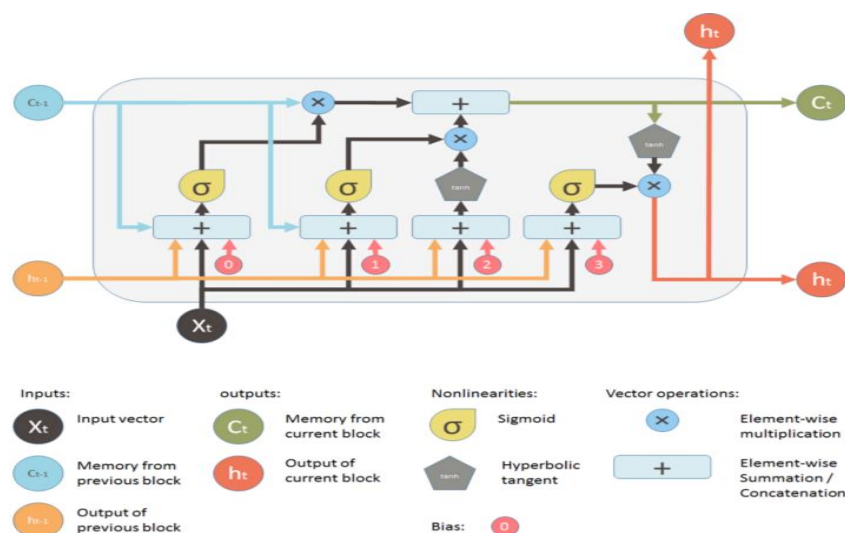 hₜ
Cₜ₋₁
×
+
Cₜ
×
tanh
σ
σ
tanh
σ
×
+
+
+
+
0
1
2
3
hₜ₋₁
hₜ
Xₜ
Inputs:
outputs:
Nonlinearities:
Vector operations:
Xₜ
Input vector
Cₜ
Memory from
current block
σ
Sigmoid
×
Element-wise
multiplication
Cₜ₋₁
Memory from
previous block
hₜ
Output of
current block
tanh
Hyperbolic
tangent
+
Element-wise
Summation /
Concatenation
hₜ₋₁
Output of
previous block
Bias:
0